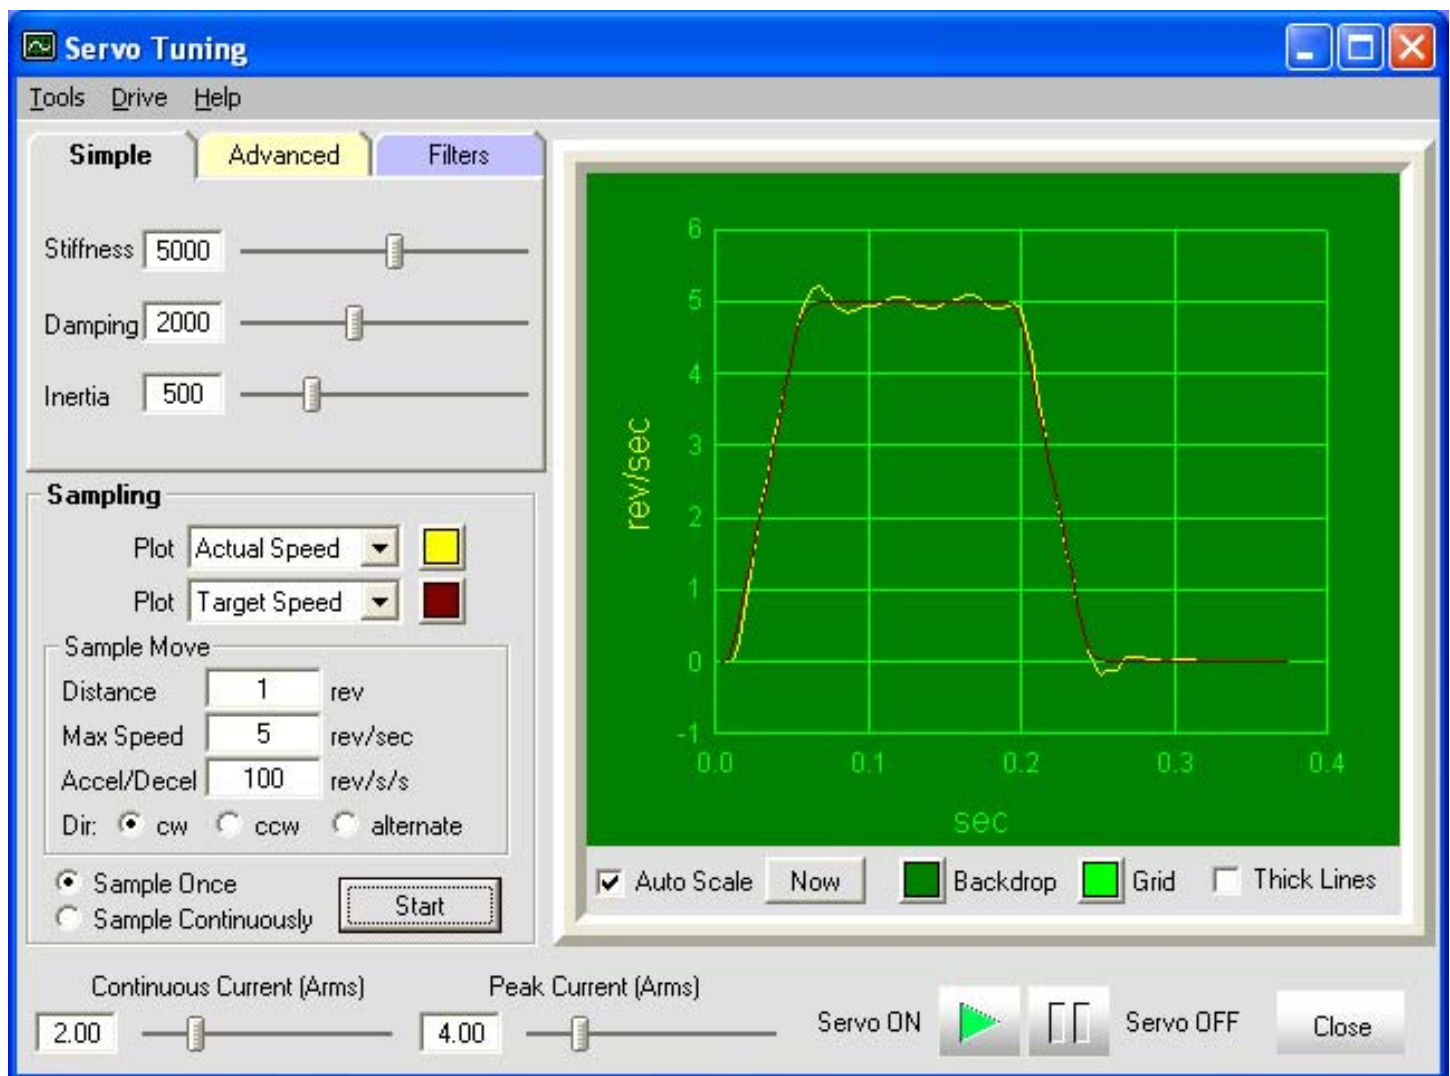 Servo Tuning
Tools Drive Help
Simple Advanced Filters
Stiffness 5000
Damping 2000
Inertia 500
Sampling
Plot Actual Speed
Plot Target Speed
Sample Move
Distance 1 rev
Max Speed 5 rev/sec
Accel/Decel 100 rev/s/s
Dir: cw ccw alternate
Sample Once
Sample Continuously
Start
6
5
4
3
2
1
0
-1
rev/sec
0.0 0.1 0.2 0.3 0.4
sec
Auto Scale Now Backdrop Grid Thick Lines
Continuous Current (Arms) Peak Current (Arms)
2.00 4.00 Servo ON Servo OFF Close